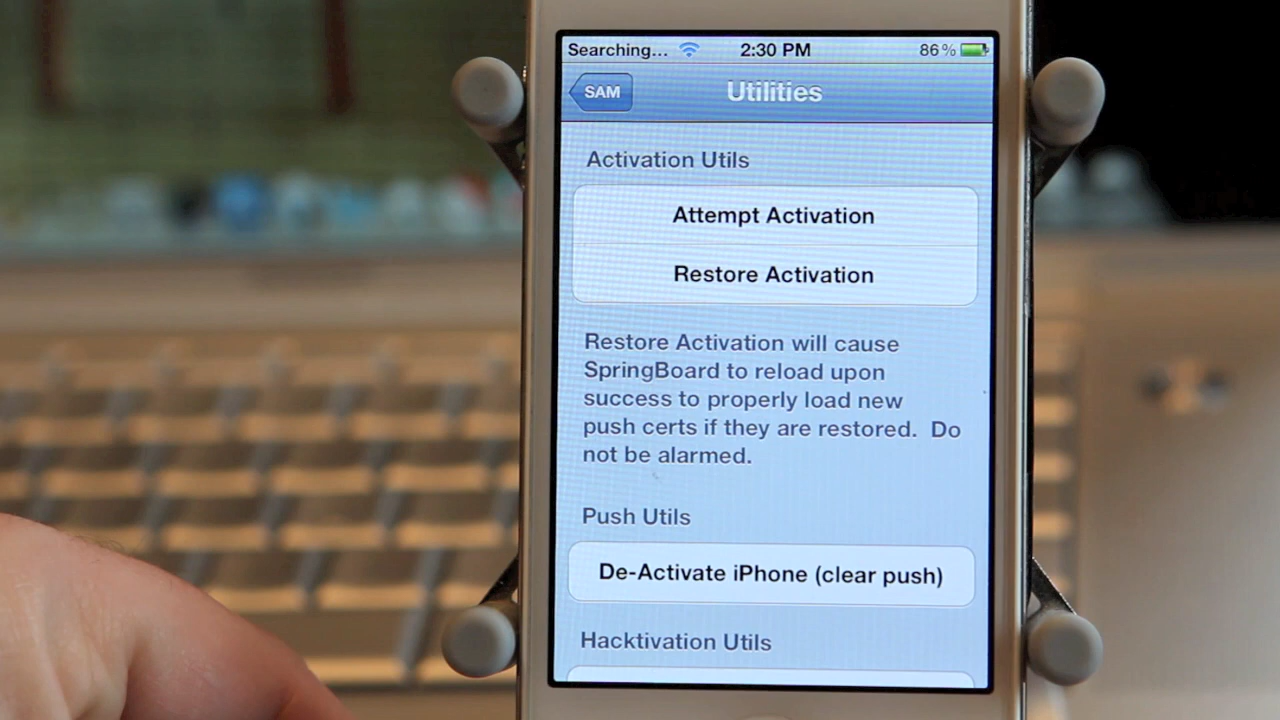 Searching... 2:30 PM 86%
SAM Utilities
Activation Utils
Attempt Activation
Restore Activation
Restore Activation will cause
SpringBoard to reload upon
success to properly load new
push certs if they are restored.  Do
not be alarmed.
Push Utils
De-Activate iPhone (clear push)
Hacktivation Utils